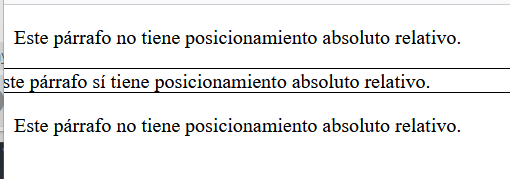 Este párrafo no tiene posicionamiento absoluto relativo.
ste párrafo sí tiene posicionamiento absoluto relativo.
Este párrafo no tiene posicionamiento absoluto relativo.